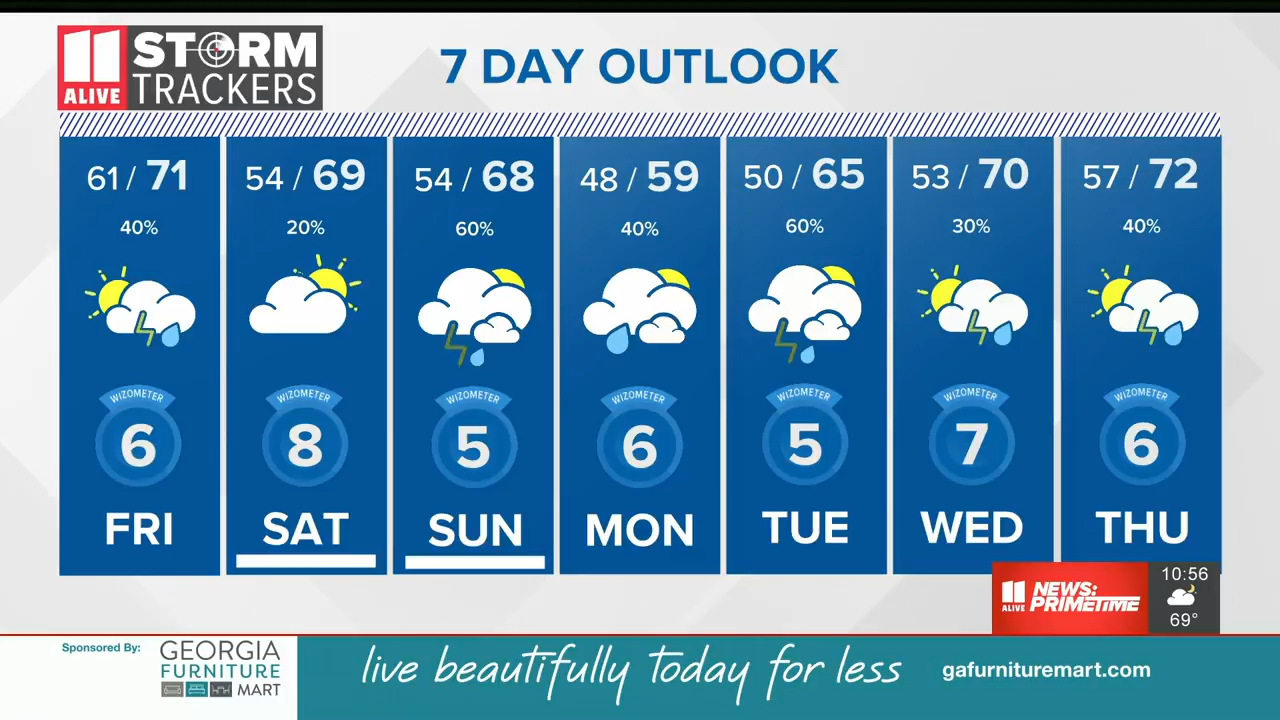 11 ALIVE
STORM TRACKERS
7 DAY OUTLOOK
61 / 71
54 / 69
54 / 68
48 / 59
50 / 65
53 / 70
57 / 72
40%
20%
60%
40%
60%
30%
40%
WIZOMETER
WIZOMETER
WIZOMETER
WIZOMETER
WIZOMETER
WIZOMETER
WIZOMETER
6
8
5
6
5
7
6
FRI
SAT
SUN
MON
TUE
WED
THU
11 ALIVE
NEWS:
PRIMETIME
10:56
69°
Sponsored By:
GEORGIA
FURNITURE
MART
live beautifully today for less
gafurnituremart.com